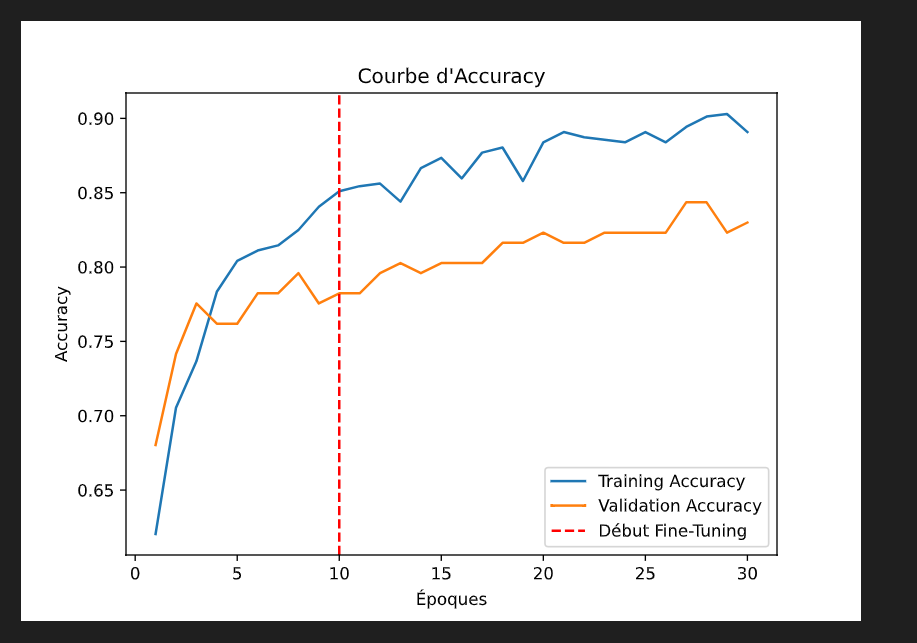 Courbe d'Accuracy
Accuracy
0.90
0.85
0.80
0.75
0.70
0.65
Training Accuracy
Validation Accuracy
Début Fine-Tuning
0 5 10 15 20 25 30
Époques